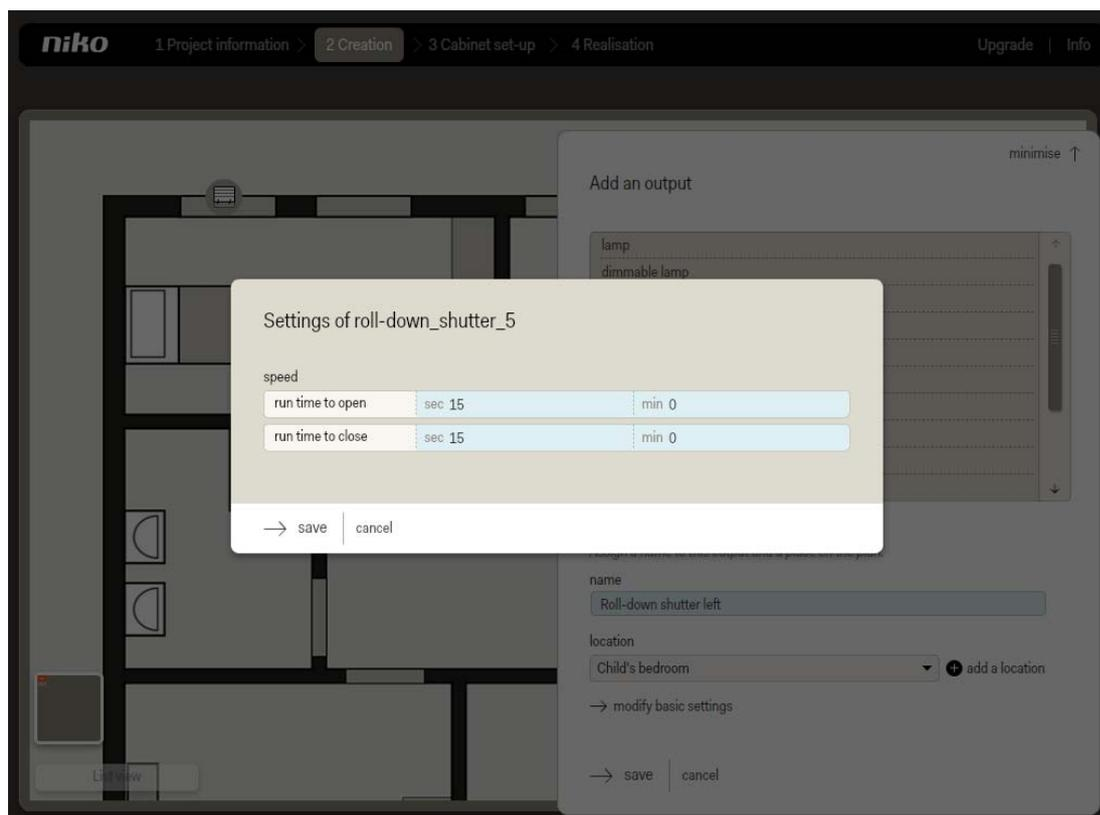 niko 1 Project information > 2 Creation > 3 Cabinet set-up > 4 Realisation Upgrade | Info
minimise ↑
Add an output
lamp
dimmable lamp
Settings of roll-down_shutter_5
speed
run time to open sec 15 min 0
run time to close sec 15 min 0
→ save cancel
name
Roll-down shutter left
location
Child's bedroom add a location
→ modify basic settings
List view
→ save cancel